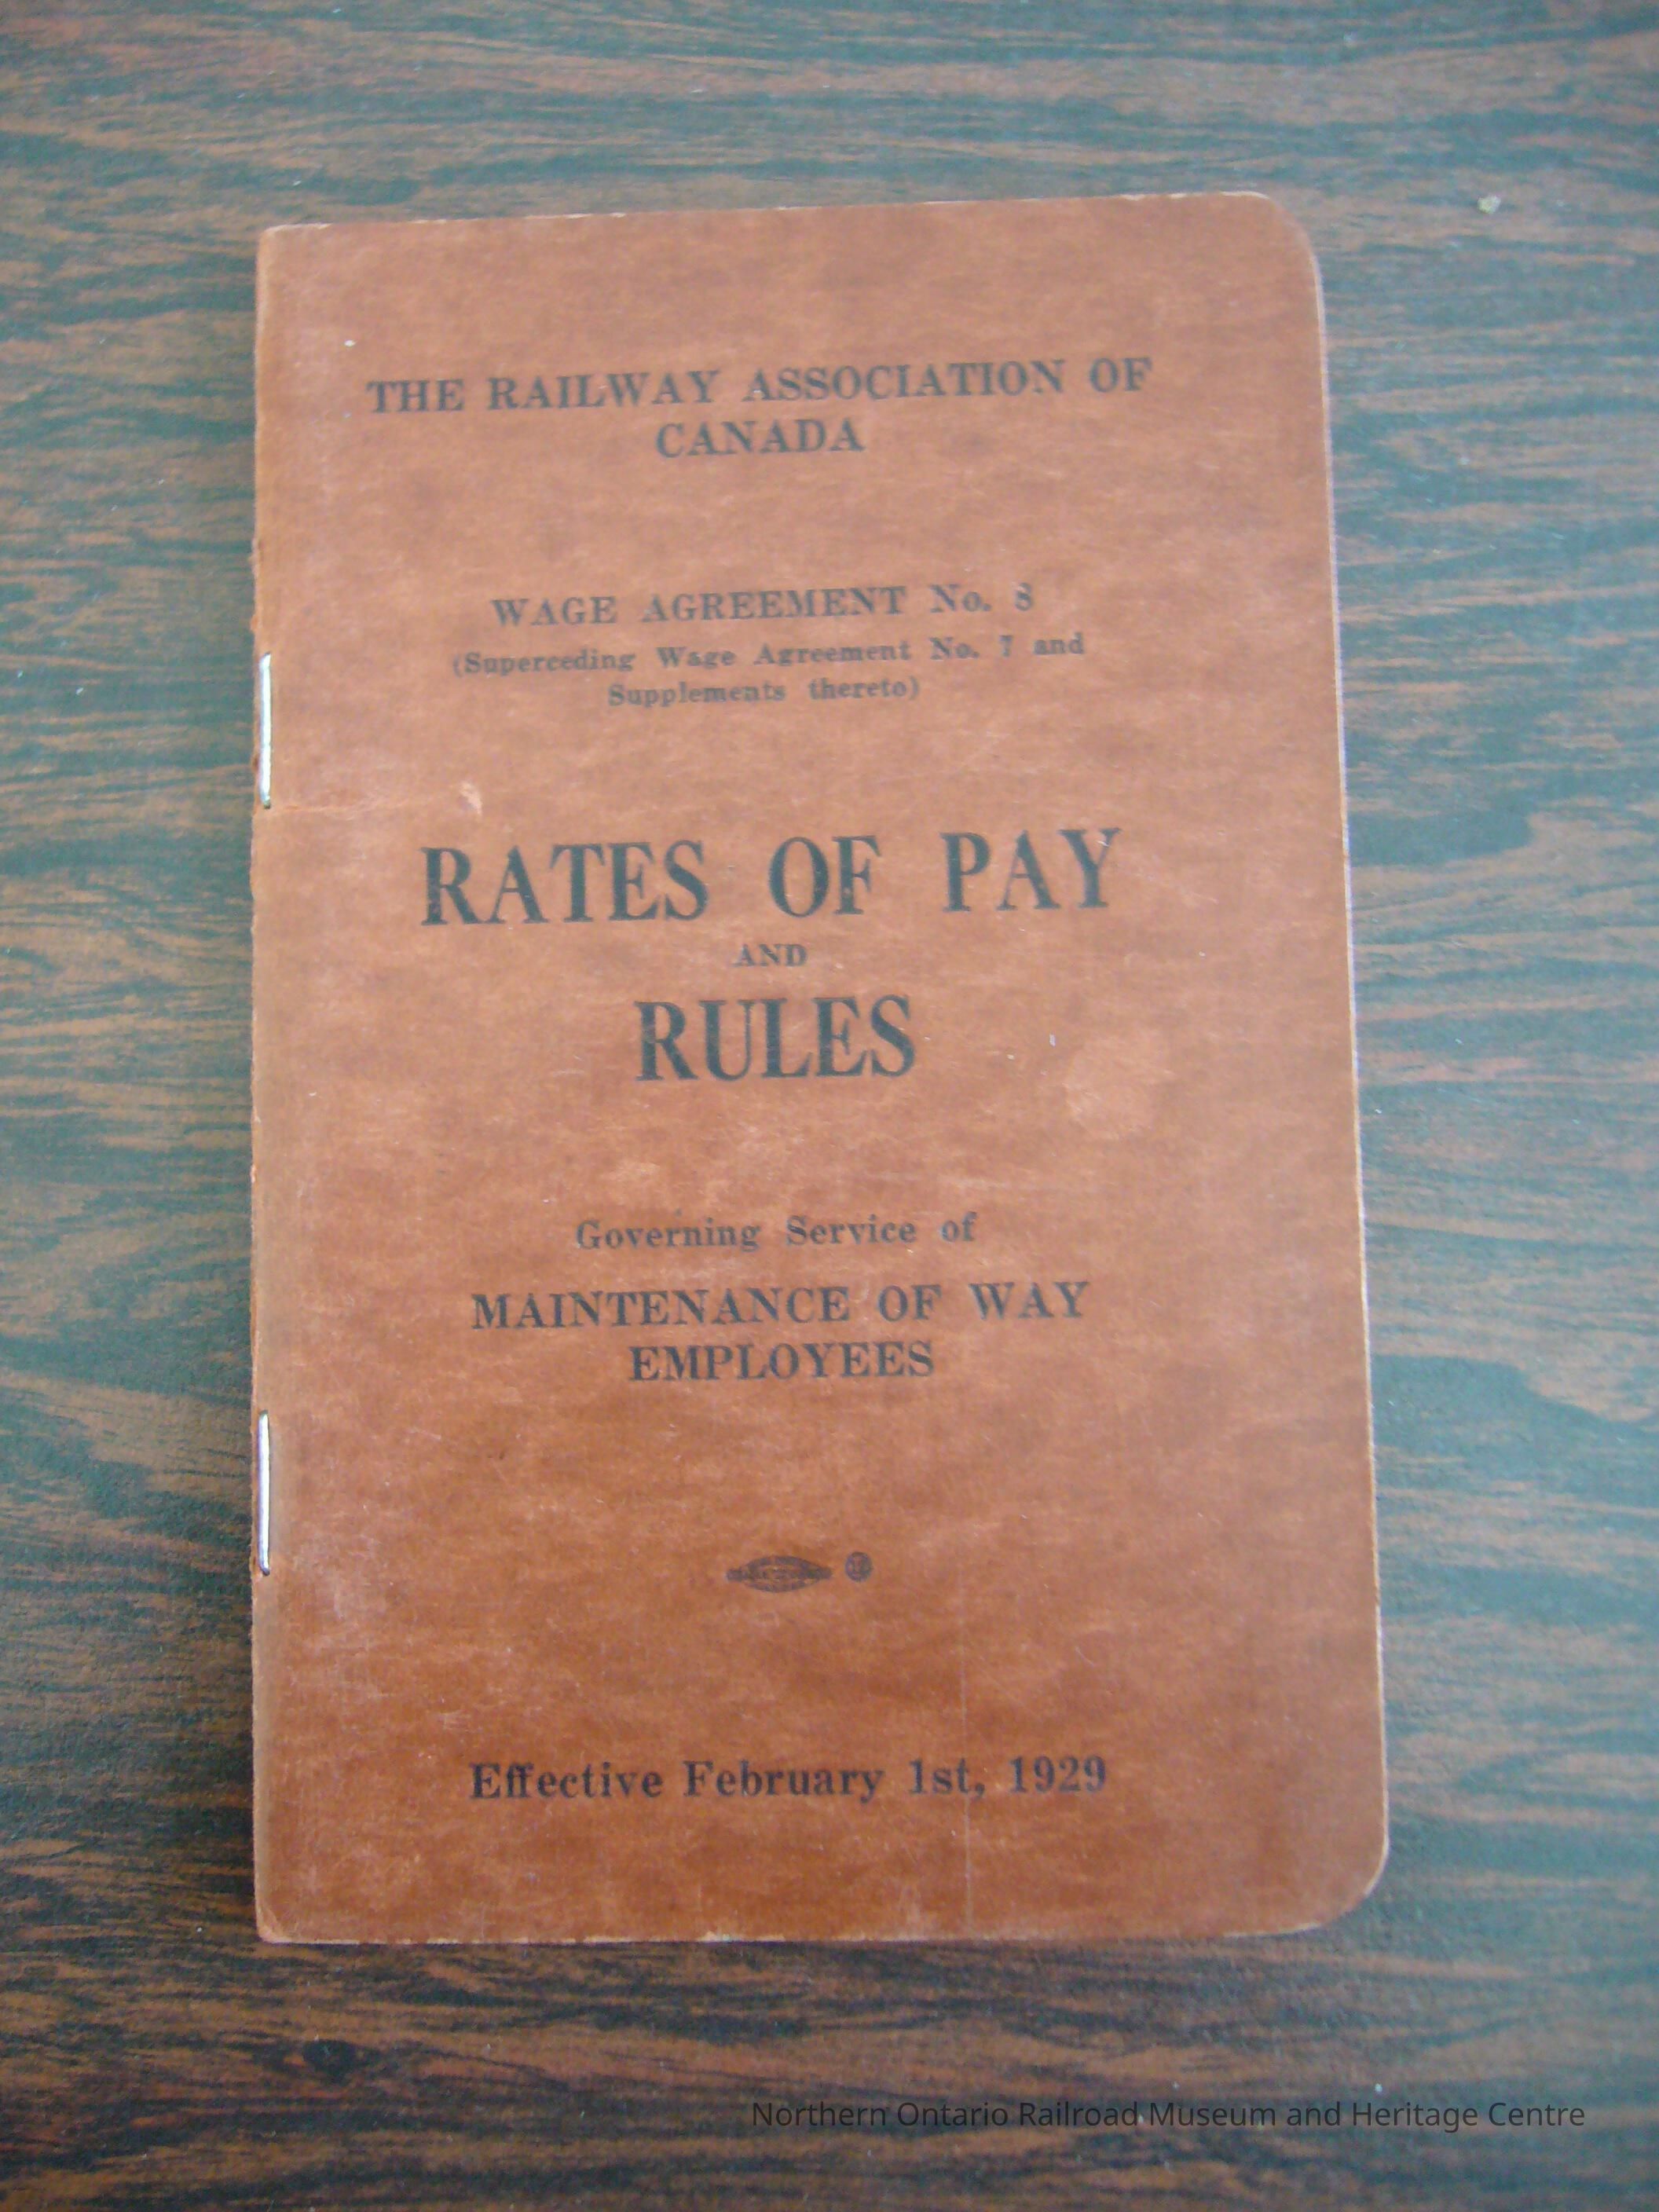 THE RAILWAY ASSOCIATION OF
CANADA
WAGE AGREEMENT No. 8
(Superceding Wage Agreement No. 7 and
Supplements thereto)
RATES OF PAY
AND
RULES
Governing Service of
MAINTENANCE OF WAY
EMPLOYEES
Effective February 1st, 1929
Northern Ontario Railroad Museum and Heritage Centre